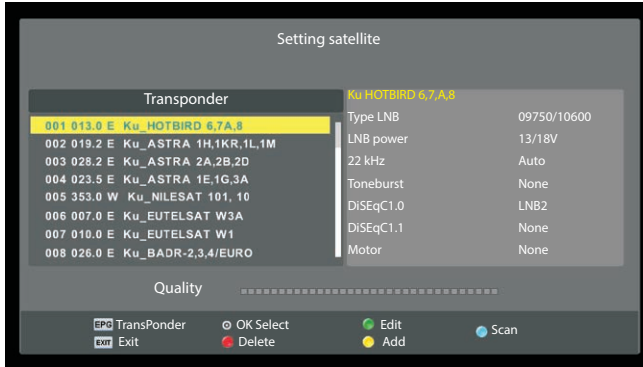 Setting satellite
Transponder
001 013.0 E Ku_HOTBIRD 6,7A,8
002 019.2 E Ku_ASTRA 1H,1KR,1L,1M
003 028.2 E Ku_ASTRA 2A,2B,2D
004 023.5 E Ku_ASTRA 1E,1G,3A
005 353.0 W Ku_NILESAT 101, 10
006 007.0 E Ku_EUTELSAT W3A
007 010.0 E Ku_EUTELSAT W1
008 026.0 E Ku_BADR-2,3,4/EURO
Ku HOTBIRD 6,7,A,8
Type LNB 09750/10600
LNB power 13/18V
22 kHz Auto
Toneburst None
DiSEqC1.0 LNB2
DiSEqC1.1 None
Motor None
Quality
EPG TransPonder OK Select Edit Scan
EXIT Exit Delete Add